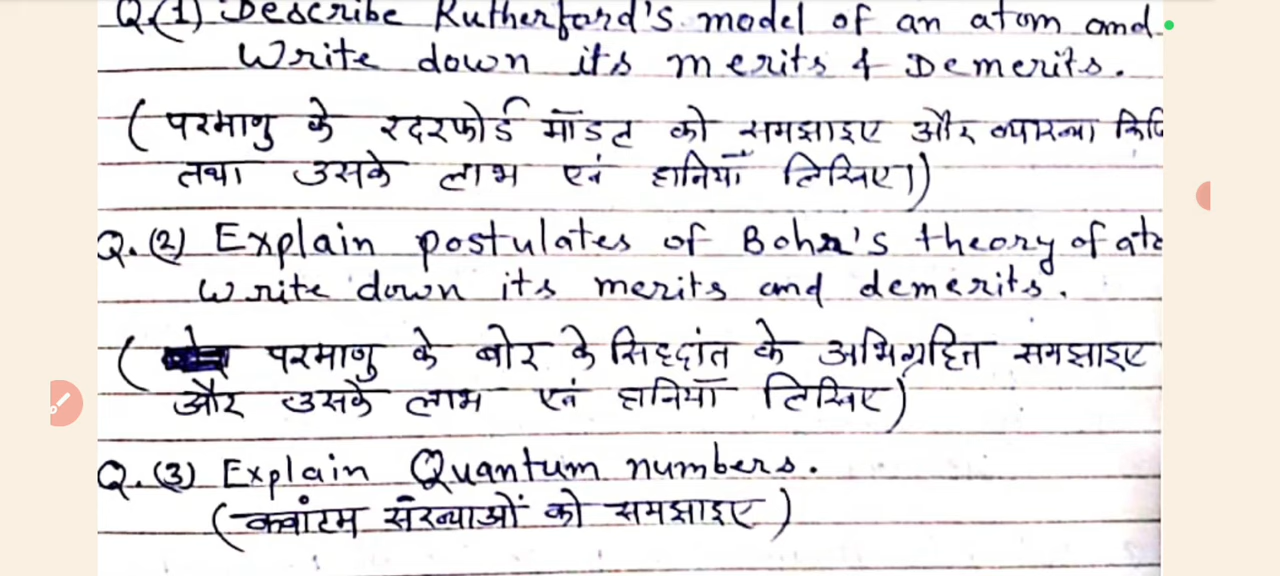 Q.(1) Describe Rutherford's model of an atom and
Write down its merits & Demerits.
( परमाणु के रदरफोर्ड मॉडल को समझाइए और व्याख्या
तथा उसके लाभ एवं हानियाँ लिखिए।)
Q.(2) Explain postulates of Bohr's theory of
Write down its merits and demerits.
( परमाणु के बोर के सिद्दांत के अभिग्रहित समझाइए
और उसके लाभ एवं हानियाँ लिखिए)
Q.(3) Explain Quantum numbers.
(क्वांटम संख्याओं को समझाइए)